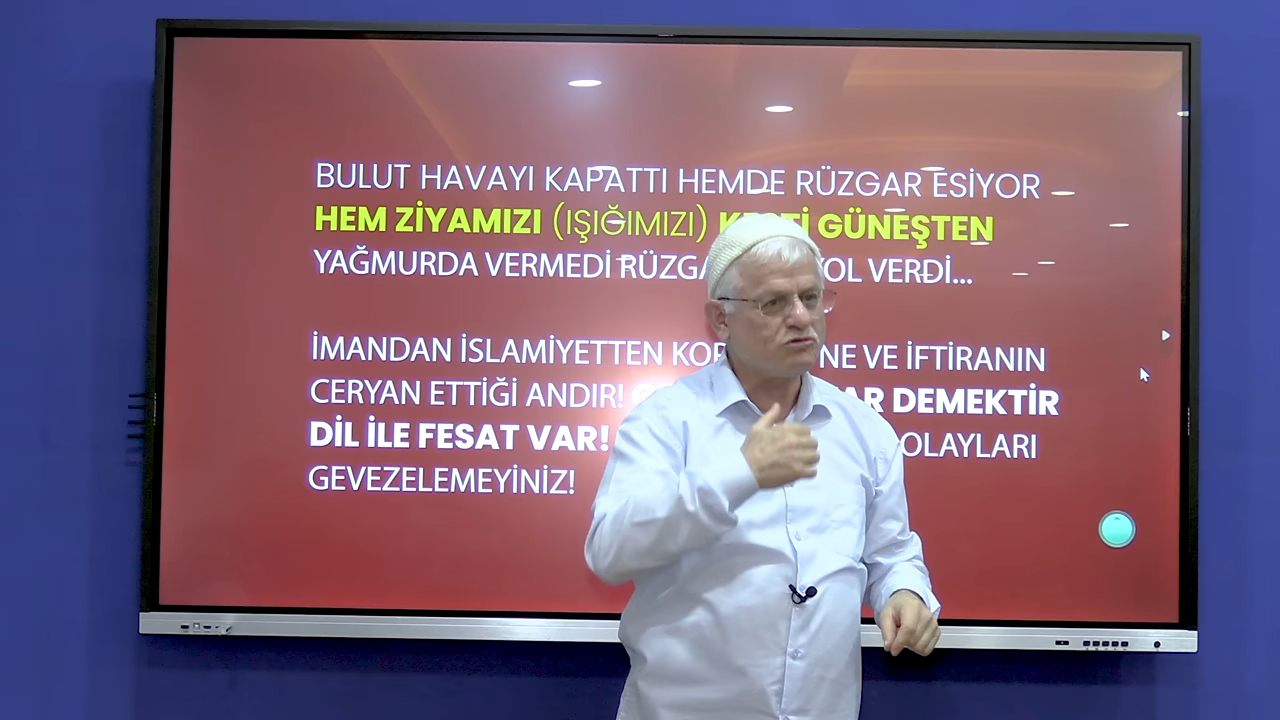 BULUT HAVAYI KAPATTI HEMDE RÜZGAR ESİYOR
HEM ZİYAMIZI (IŞIĞIMIZI) GÜNEŞTEN
YAĞMURDA VERMEDİ VERDİ...
İMANDAN İSLAMİYETTEN VE İFTİRANIN
CERYAN ETTİĞİ ANDIR! DEMEKTİR
DİL İLE FESAT VAR! OLAYLARI
GEVEZELEMEYİNİZ!